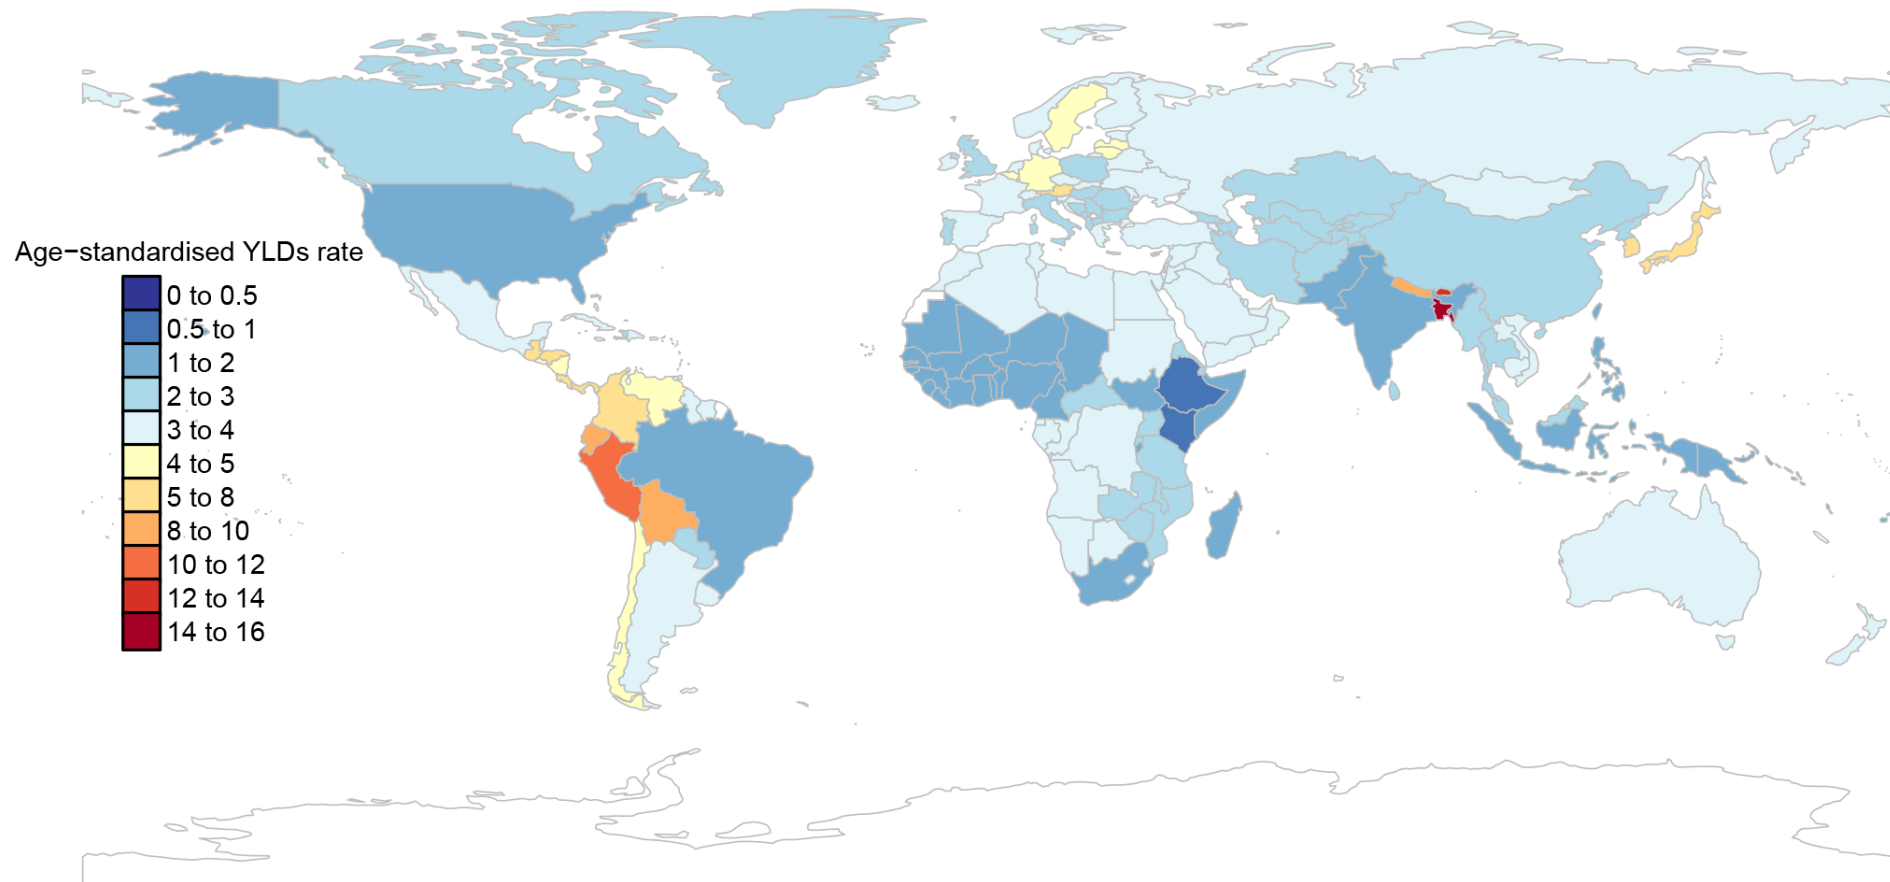 Age−standardised YLDs rate
0 to 0.5
0.5 to 1
1 to 2
2 to 3
3 to 4
4 to 5
5 to 8
8 to 10
10 to 12
12 to 14
14 to 16